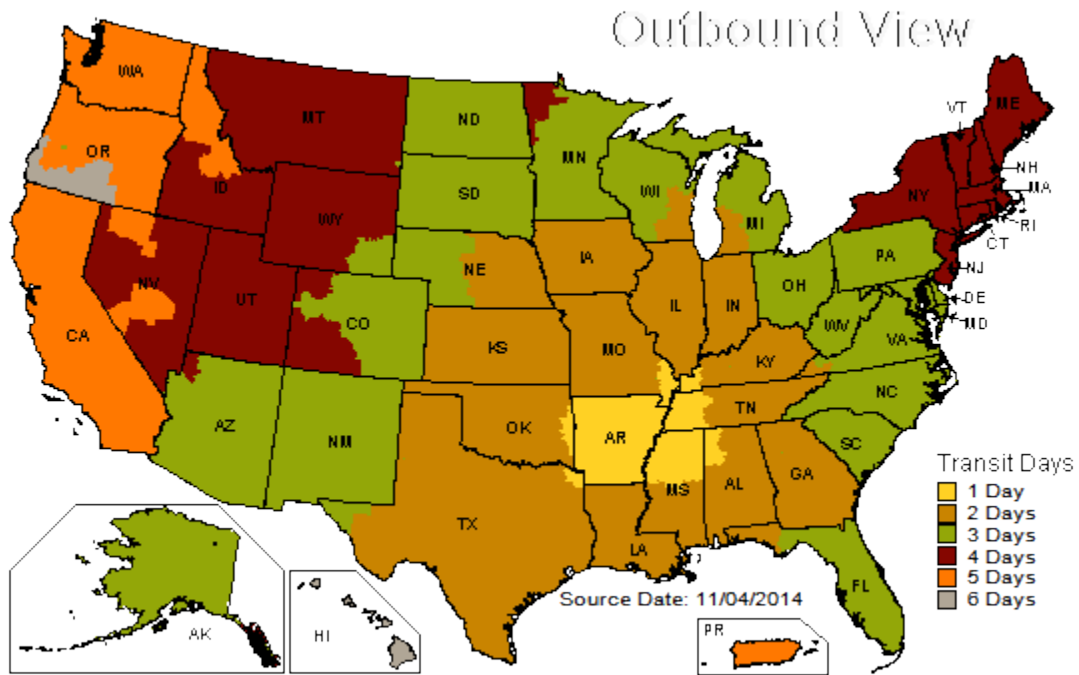 Outbound View
WA
MT
ND
MN
VT
ME
OR
ID
SD
WI
MI
NY
NH
MA
RI
CT
WY
NE
IA
PA
NJ
NV
UT
CO
IL
IN
OH
DE
MD
CA
KS
MO
WV
VA
KY
AZ
NM
OK
AR
TN
NC
SC
TX
MS
AL
GA
LA
FL
Transit Days
1 Day
2 Days
3 Days
4 Days
5 Days
6 Days
Source Date: 11/04/2014
AK
HI
PR